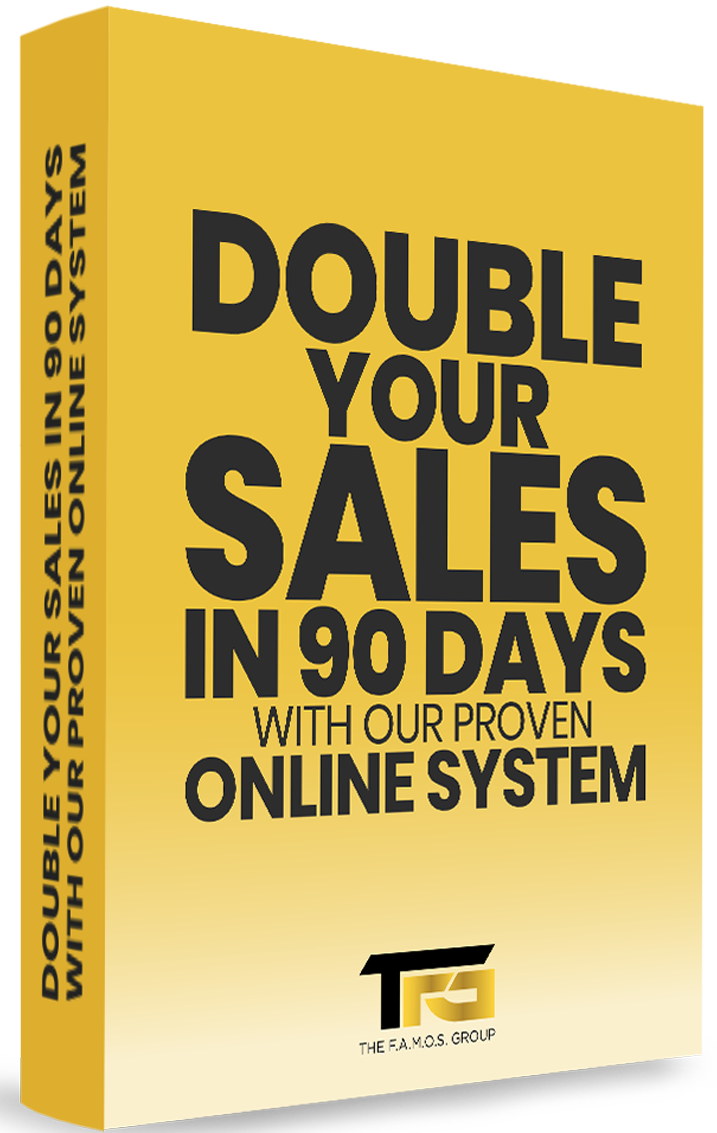 DOUBLE YOUR SALES IN 90 DAYS
WITH OUR PROVEN ONLINE SYSTEM
DOUBLE
YOUR
SALES
IN 90 DAYS
WITH OUR PROVEN
ONLINE SYSTEM
TFG
THE F.A.M.O.S. GROUP